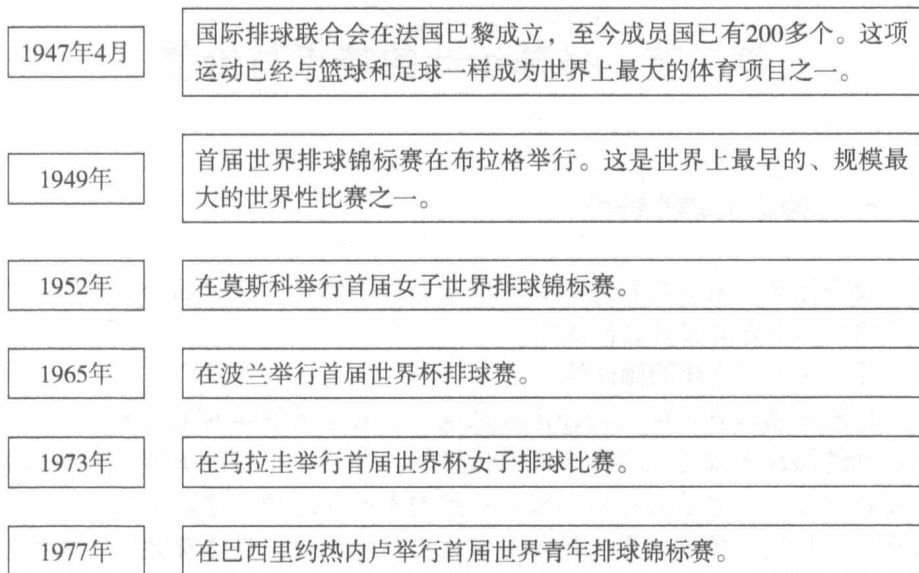 1947年4月
国际排球联合会在法国巴黎成立，至今成员国已有200多个。这项
运动已经与篮球和足球一样成为世界上最大的体育项目之一。
1949年
首届世界排球锦标赛在布拉格举行。这是世界上最早的、规模最
大的世界性比赛之一。
1952年
在莫斯科举行首届女子世界排球锦标赛。
1965年
在波兰举行首届世界杯排球赛。
1973年
在乌拉圭举行首届世界杯女子排球比赛。
1977年
在巴西里约热内卢举行首届世界青年排球锦标赛。